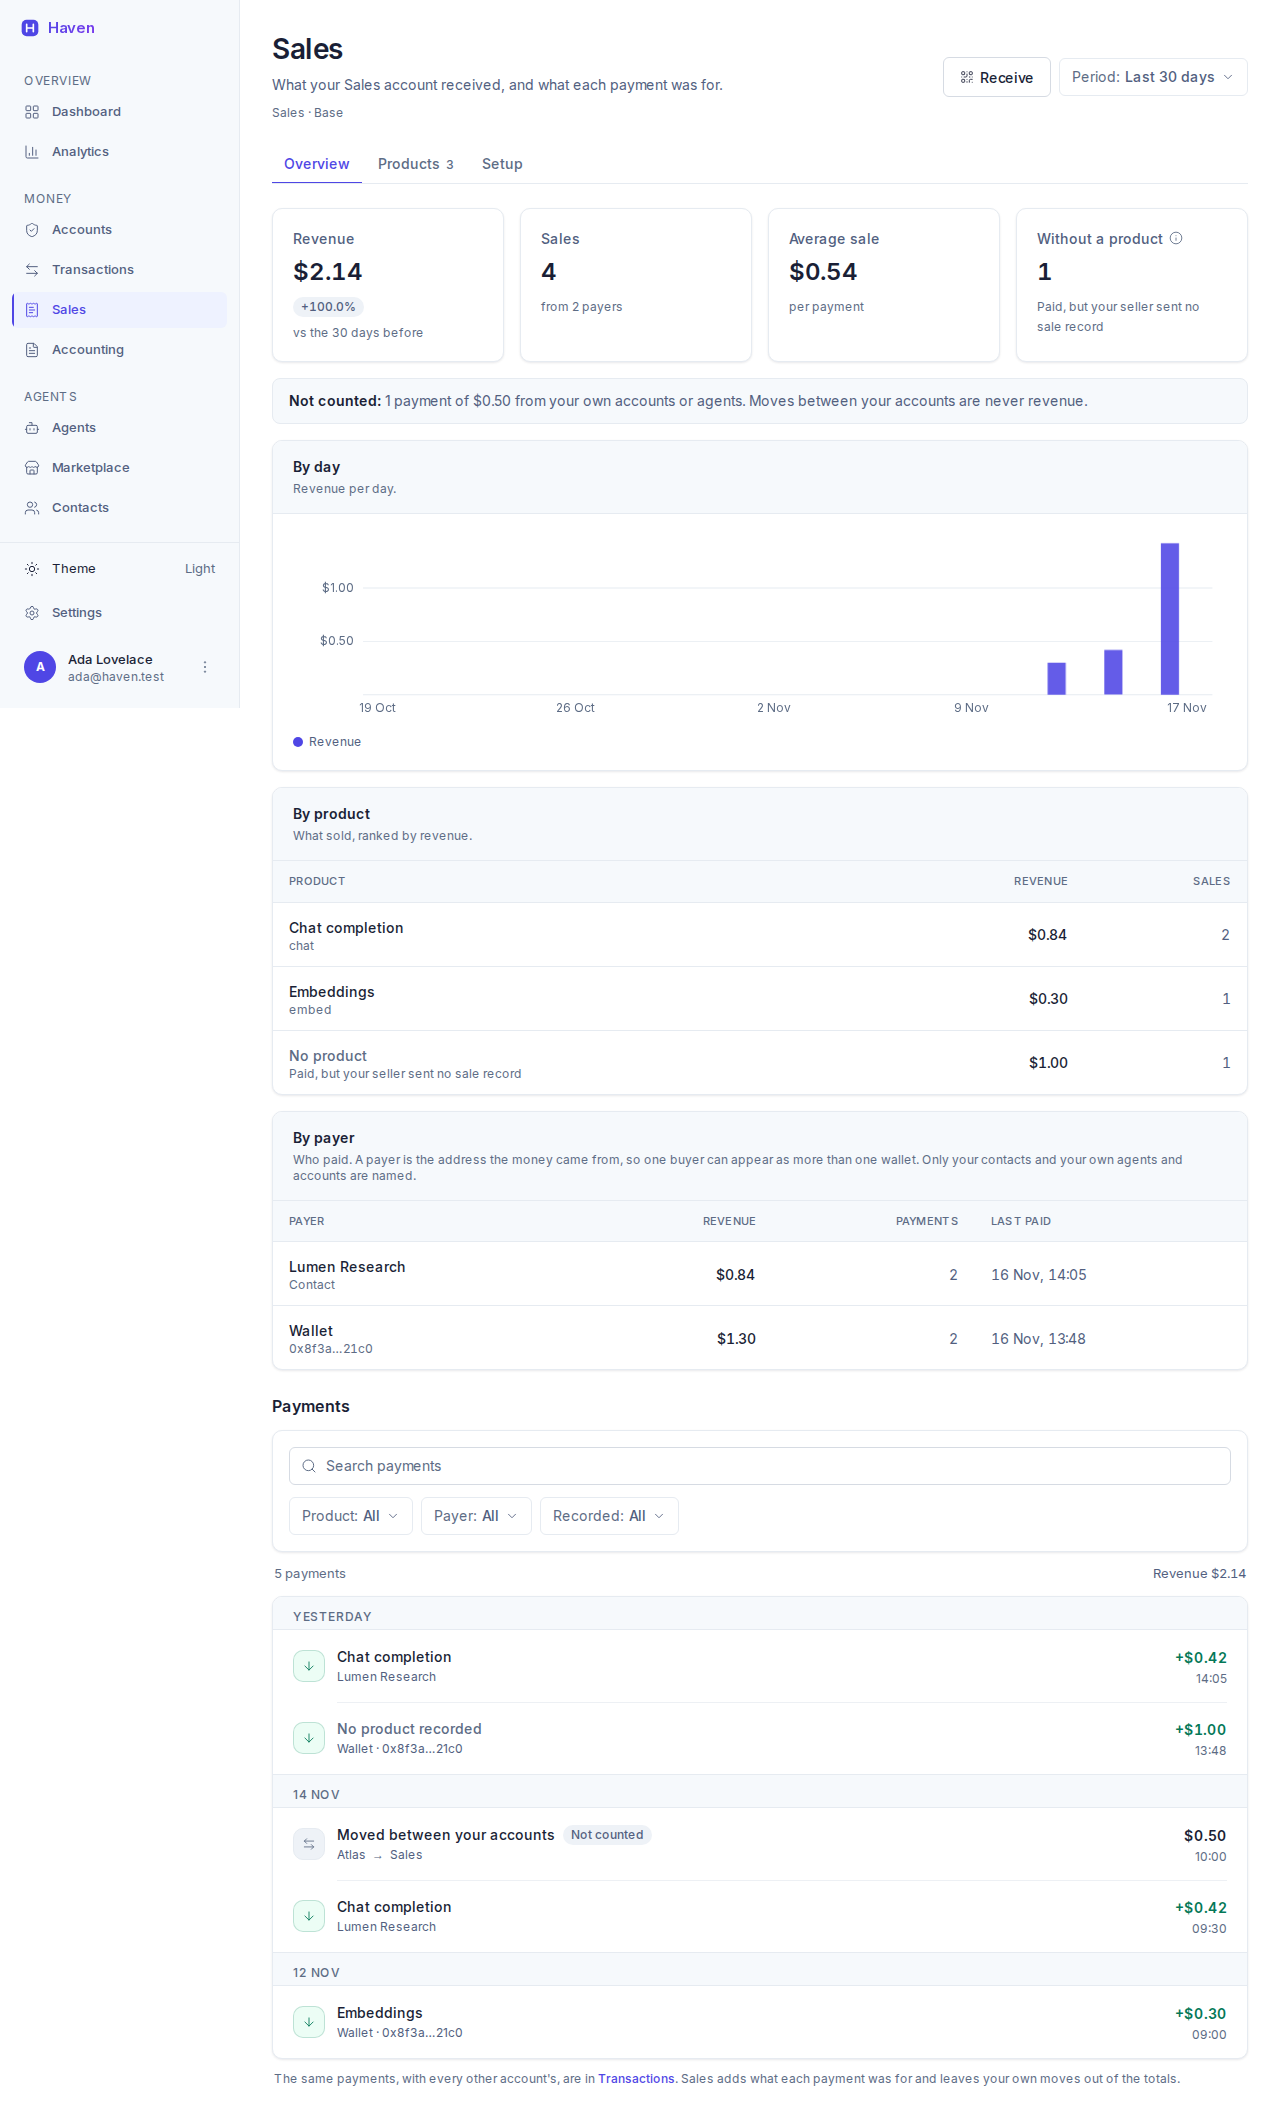 Haven
OVERVIEW
Dashboard
Analytics
MONEY
Accounts
Transactions
Sales
Accounting
AGENTS
Agents
Marketplace
Contacts
Theme Light
Settings
A
Ada Lovelace
ada@haven.test
Sales
What your Sales account received, and what each payment was for.
Sales · Base
Receive
Period: Last 30 days
Overview Products 3 Setup
Revenue
$2.14
+100.0%
vs the 30 days before
Sales
4
from 2 payers
Average sale
$0.54
per payment
Without a product
1
Paid, but your seller sent no
sale record
Not counted: 1 payment of $0.50 from your own accounts or agents. Moves between your accounts are never revenue.
By day
Revenue per day.
$1.00
$0.50
19 Oct 26 Oct 2 Nov 9 Nov 17 Nov
Revenue
By product
What sold, ranked by revenue.
PRODUCT REVENUE SALES
Chat completion
chat
$0.84 2
Embeddings
embed
$0.30 1
No product
Paid, but your seller sent no sale record
$1.00 1
By payer
Who paid. A payer is the address the money came from, so one buyer can appear as more than one wallet. Only your contacts and your own agents and
accounts are named.
PAYER REVENUE PAYMENTS LAST PAID
Lumen Research
Contact
$0.84 2 16 Nov, 14:05
Wallet
0x8f3a...21c0
$1.30 2 16 Nov, 13:48
Payments
Search payments
Product: All Payer: All Recorded: All
5 payments Revenue $2.14
YESTERDAY
Chat completion +$0.42
Lumen Research 14:05
No product recorded +$1.00
Wallet · 0x8f3a...21c0 13:48
14 NOV
Moved between your accounts Not counted $0.50
Atlas → Sales 10:00
Chat completion +$0.42
Lumen Research 09:30
12 NOV
Embeddings +$0.30
Wallet · 0x8f3a...21c0 09:00
The same payments, with every other account's, are in Transactions. Sales adds what each payment was for and leaves your own moves out of the totals.